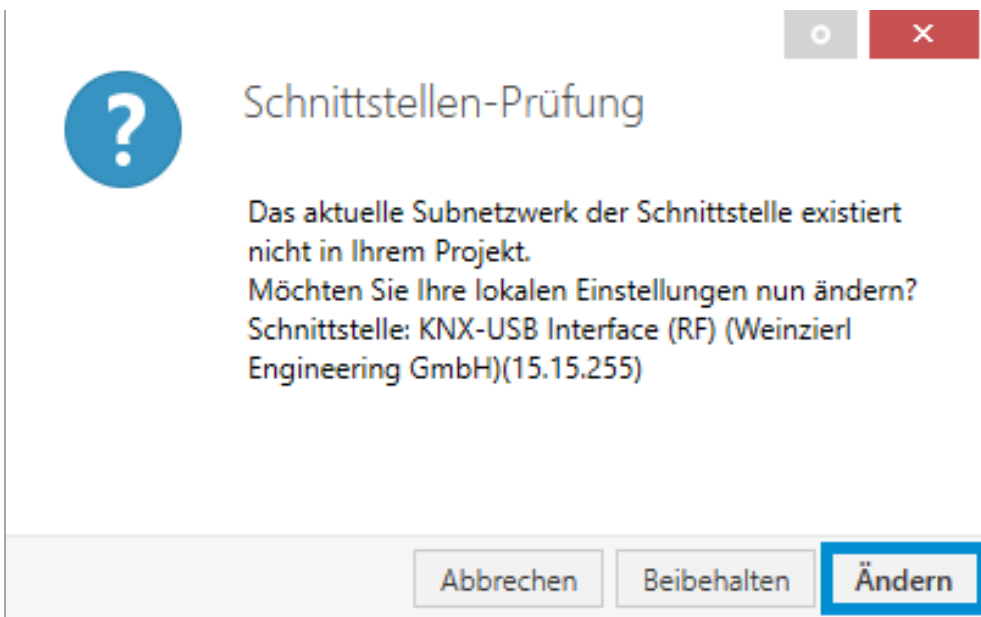 Schnittstellen-Prüfung
Das aktuelle Subnetzwerk der Schnittstelle existiert
nicht in Ihrem Projekt.
Möchten Sie Ihre lokalen Einstellungen nun ändern?
Schnittstelle: KNX-USB Interface (RF) (Weinzierl
Engineering GmbH)(15.15.255)
Abbrechen Beibehalten Ändern